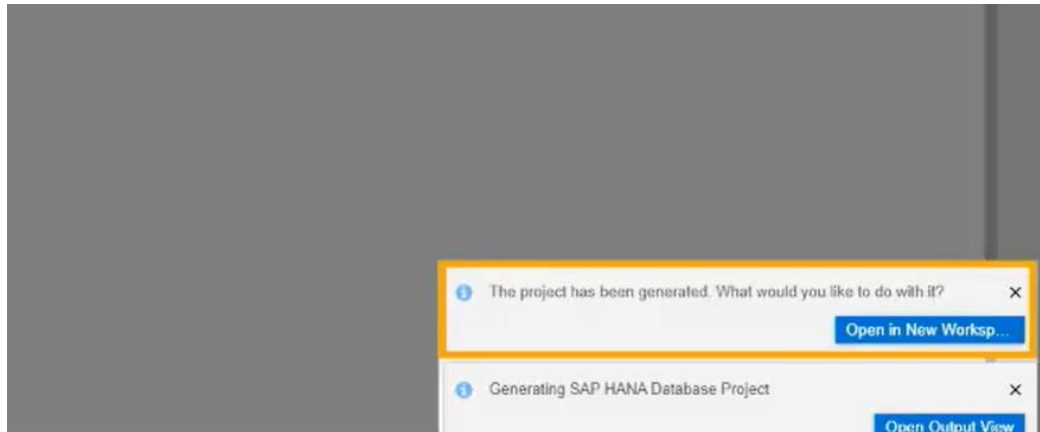 The project has been generated. What would you like to do with it?
Open in New Worksp...
Generating SAP HANA Database Project
Open Output View